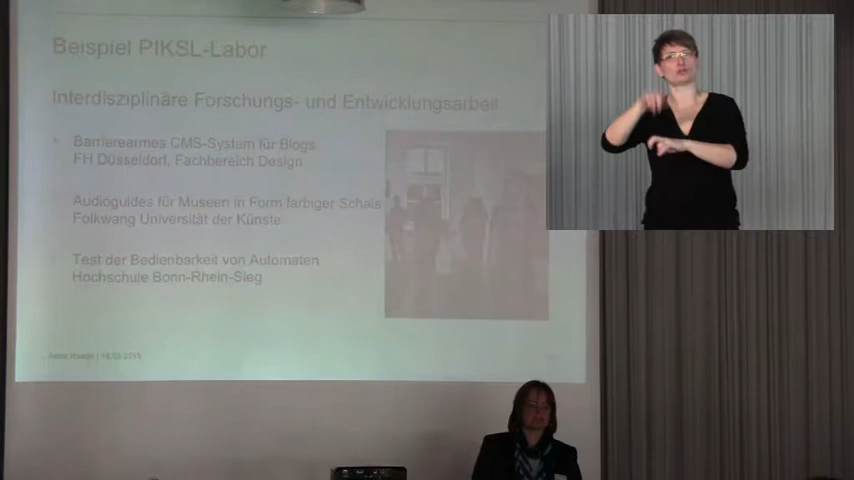 Beispiel PIKSL-Labor
Interdisziplinäre Forschungs- und Entwicklungsarbeit
Barrierearmes CMS-System für Blogs
FH Düsseldorf, Fachbereich Design
Audioguides für Museen in Form farbiger Schals
Folkwang Universität der Künste
Test der Bedienbarkeit von Automaten
Hochschule Bonn-Rhein-Sieg